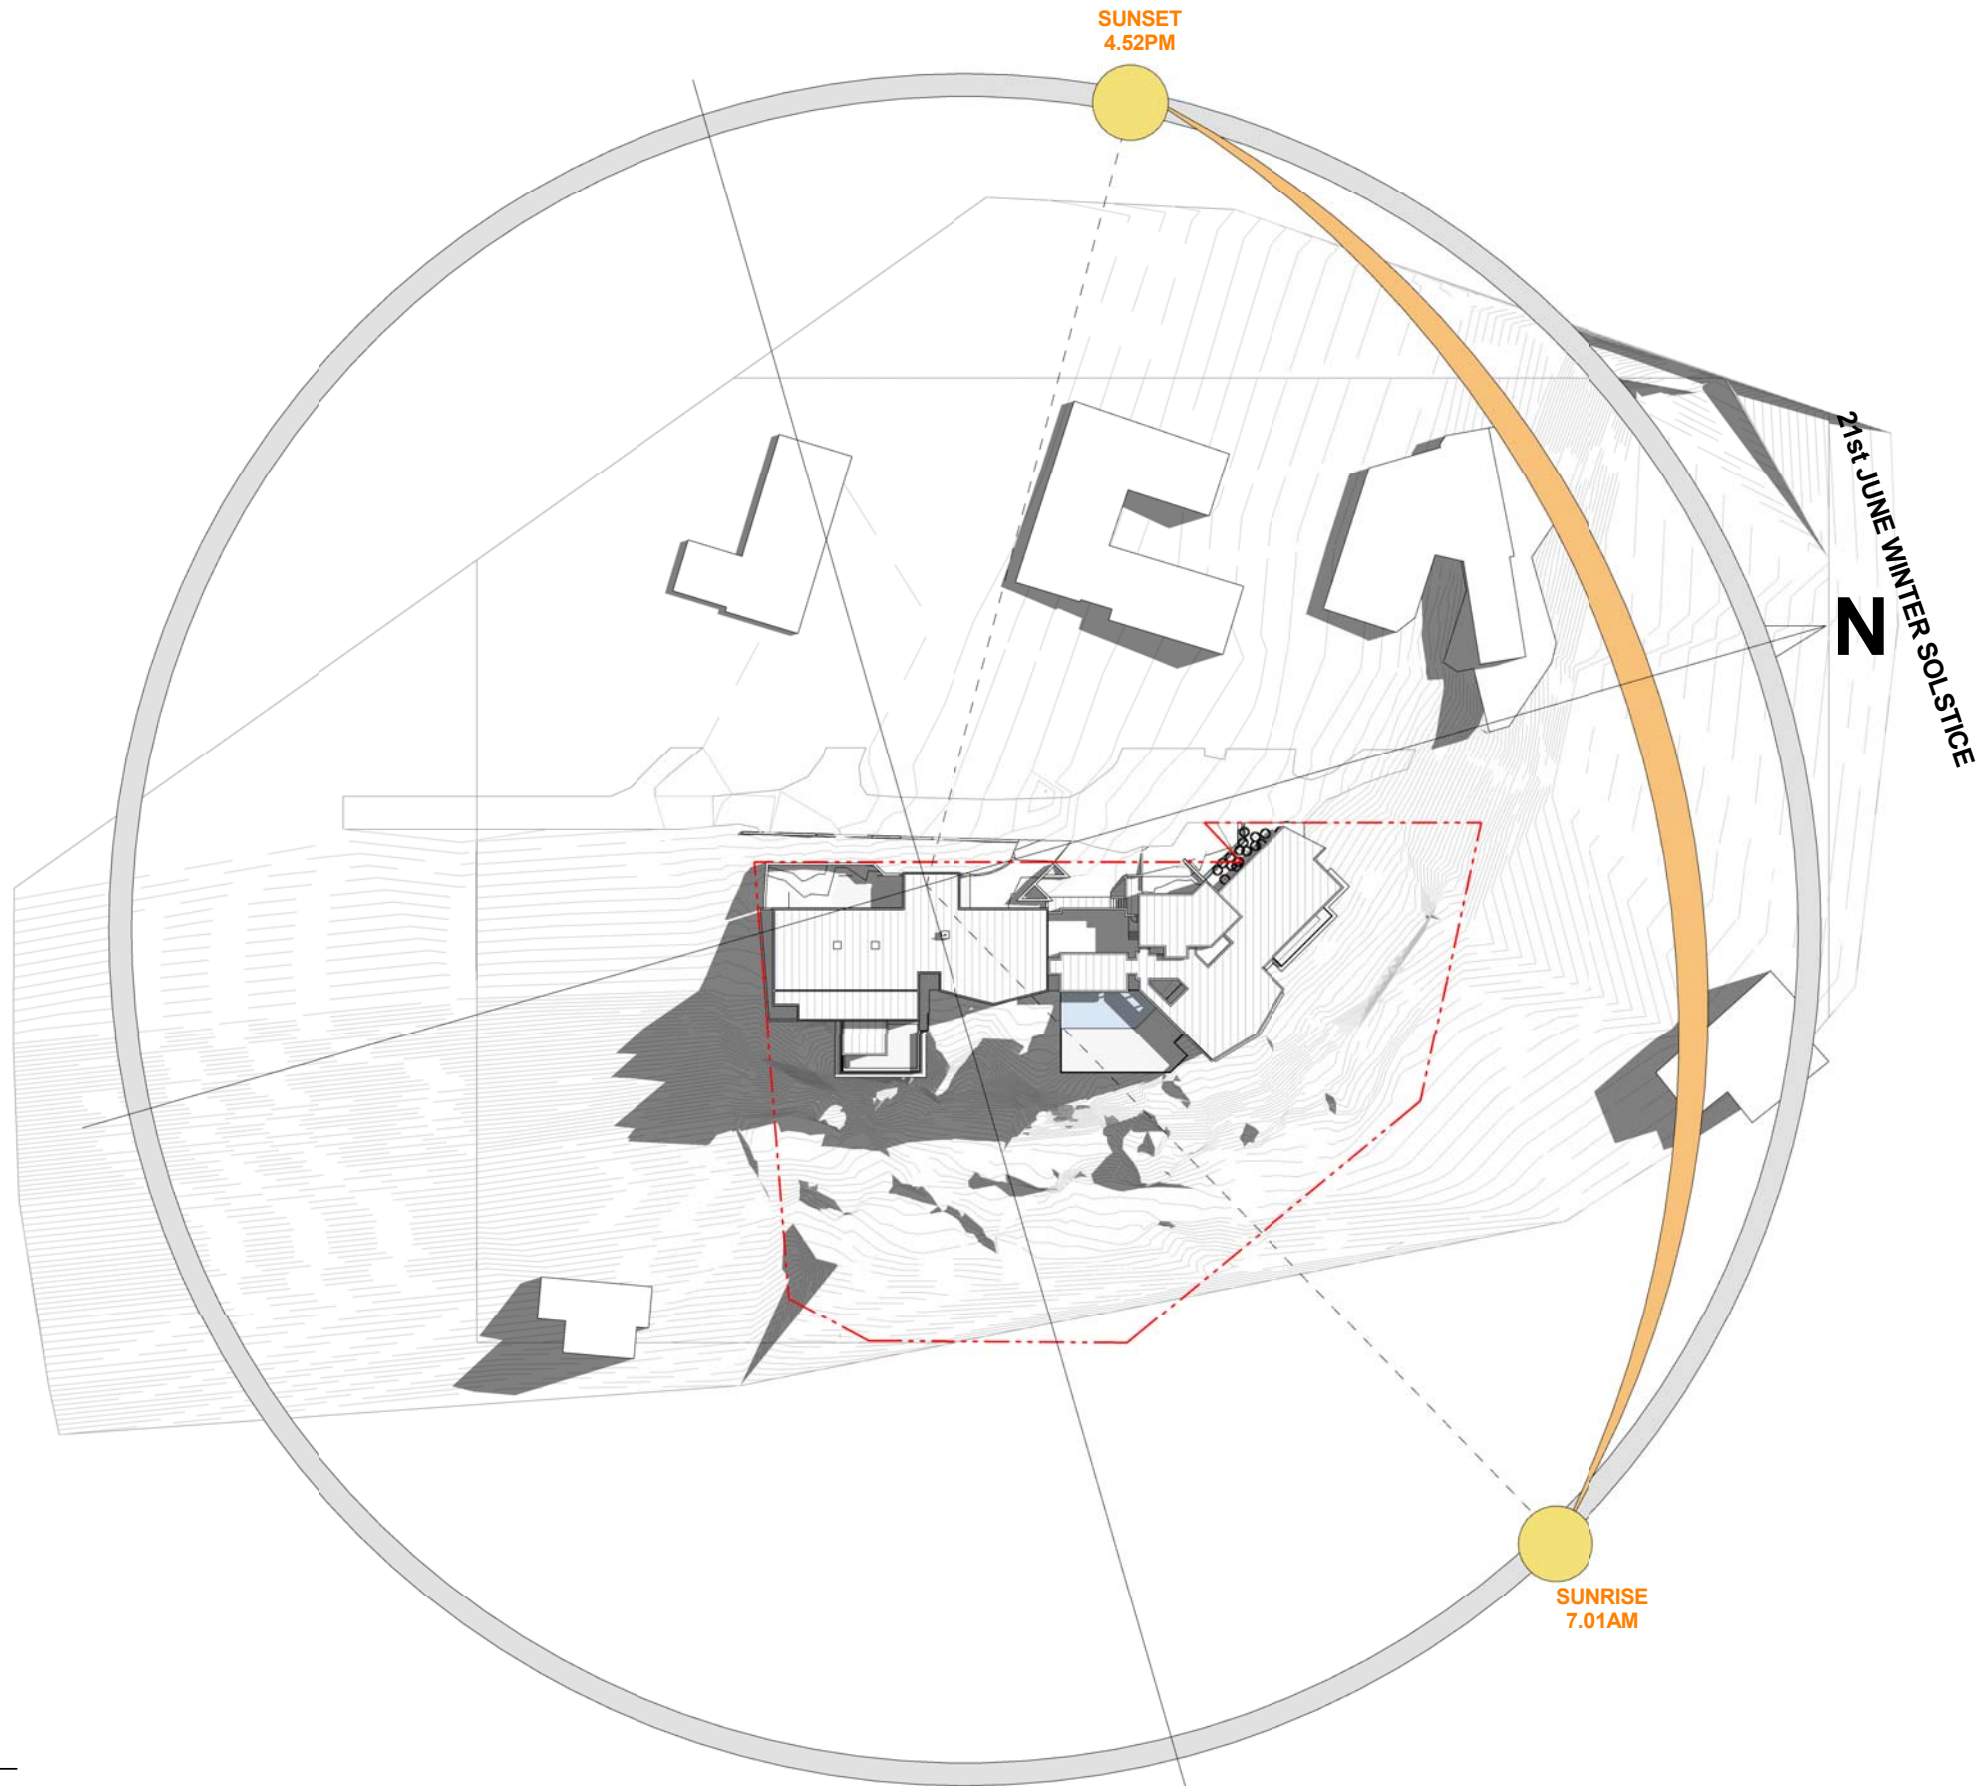 SUNSET
4.52PM
21st JUNE WINTER SOLSTICE
N
SUNRISE
7.01AM